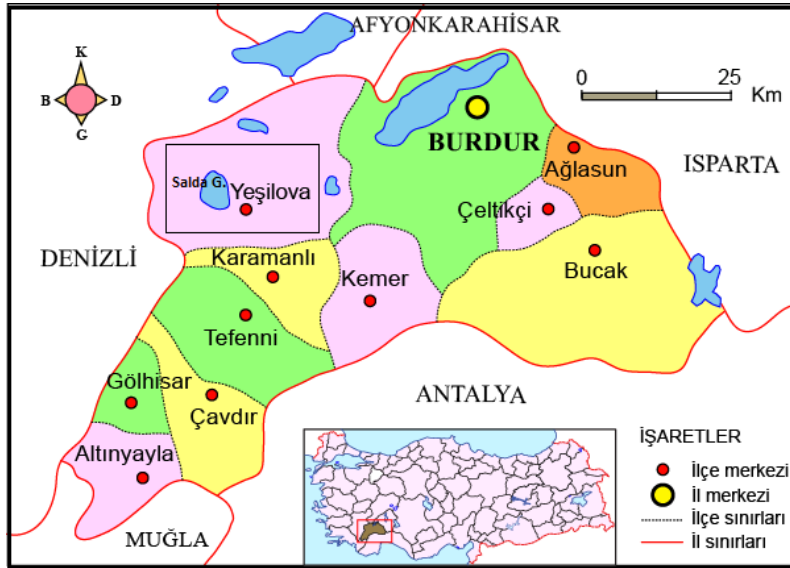 AFYONKARAHİSAR
K
B
D
G
0
25
Km
BURDUR
ISPARTA
Ağlasun
Salda G.
Yeşilova
Çeltikçi
DENİZLİ
Karamanlı
Kemer
Bucak
Tefenni
Gölhisar
Çavdır
ANTALYA
Altınyayla
MUĞLA
İŞARETLER
İlçe merkezi
İl merkezi
İlçe sınırları
İl sınırları